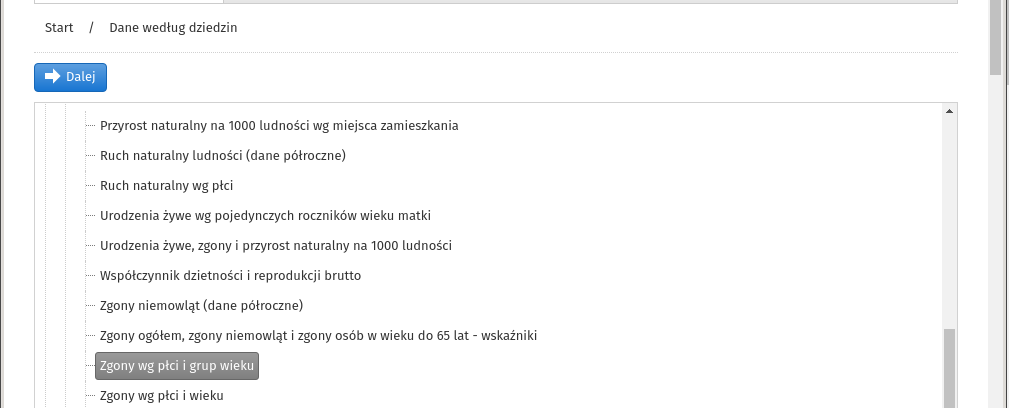 Start / Dane według dziedzin
Dalej
Przyrost naturalny na 1000 ludności wg miejsca zamieszkania
Ruch naturalny ludności (dane półroczne)
Ruch naturalny wg płci
Urodzenia żywe wg pojedynczych roczników wieku matki
Urodzenia żywe, zgony i przyrost naturalny na 1000 ludności
Współczynnik dzietności i reprodukcji brutto
Zgony niemowląt (dane półroczne)
Zgony ogółem, zgony niemowląt i zgony osób w wieku do 65 lat - wskaźniki
Zgony wg płci i grup wieku
Zgony wg płci i wieku